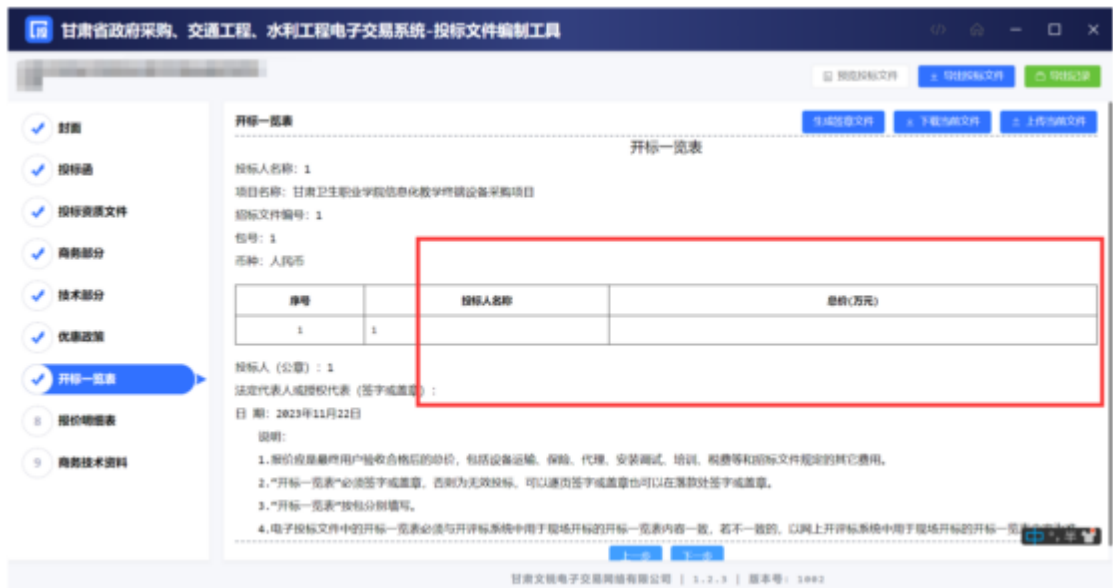 甘肃省政府采购、交通工程、水利工程电子交易系统-投标文件编制工具
预览投标文件
导出投标文件
导出记录
封面
投标函
投标资质文件
商务部分
技术部分
优惠政策
开标一览表
8 报价明细表
9 商务技术资料
开标一览表
生成签章文件
下载当前文件
上传当前文件
开标一览表
投标人名称：1
项目名称：甘肃卫生职业学院信息化教学终端设备采购项目
招标文件编号：1
包号：1
币种：人民币
序号 投标人名称 总价(万元)
1 1
投标人（公章）：1
法定代表人或授权代表（签字或盖章）：
日 期：2023年11月22日
说明：
1.报价应是最终用户验收合格后的总价，包括设备运输、保险、代理、安装调试、培训、税费等和招标文件规定的其它费用。
2."开标一览表"必须签字或盖章，否则为无效投标，可以逐页签字或盖章也可以在落款处签字或盖章。
3."开标一览表"按包分别填写。
4.电子投标文件中的开标一览表必须与开评标系统中用于现场开标的开标一览表内容一致，若不一致的，以网上开评标系统中用于现场开标的开标一览
中
上一步 下一步
甘肃文锐电子交易网络有限公司 | 1.2.3 | 版本号：1002